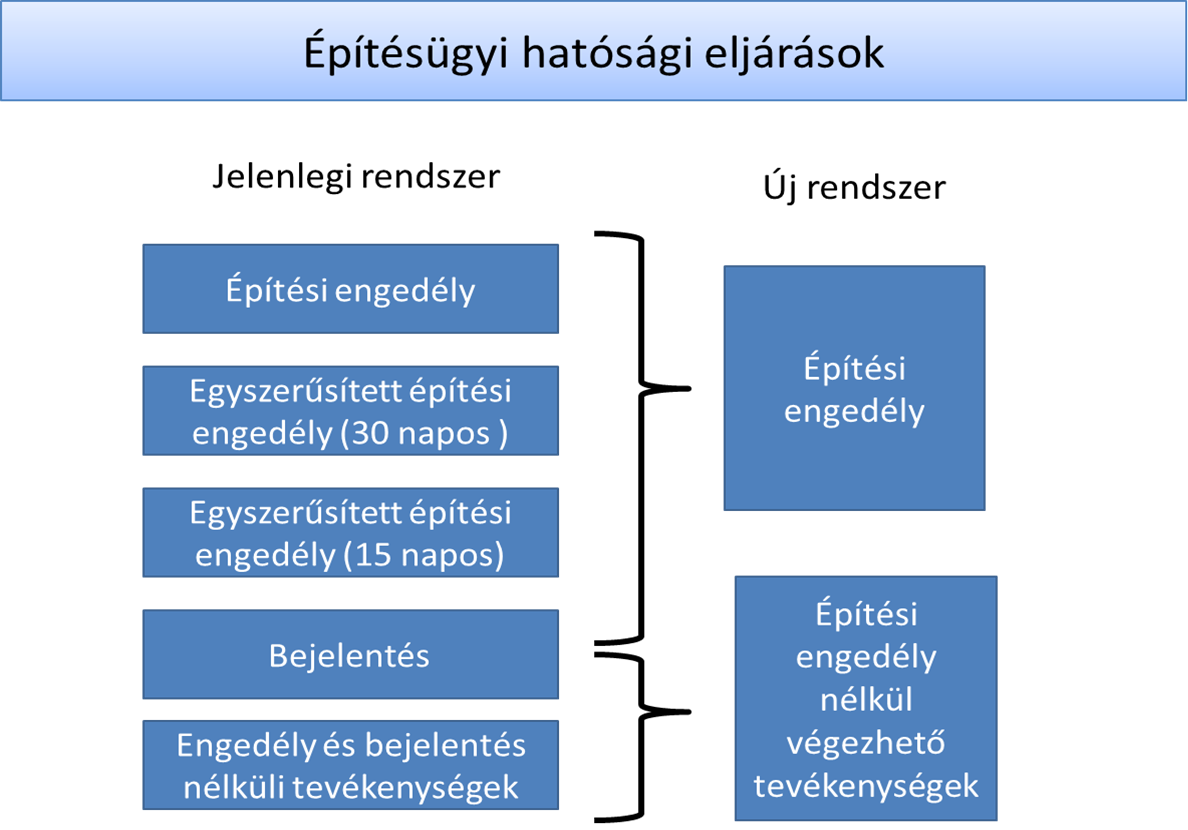 Építésügyi hatósági eljárások
Jelenlegi rendszer
Építési engedély
Egyszerűsített építési
engedély (30 napos )
Egyszerűsített építési
engedély (15 napos)
Bejelentés
Engedély és bejelentés
nélküli tevékenységek
Új rendszer
Építési
engedély
Építési
engedély
nélkül
végezhető
tevékenységek